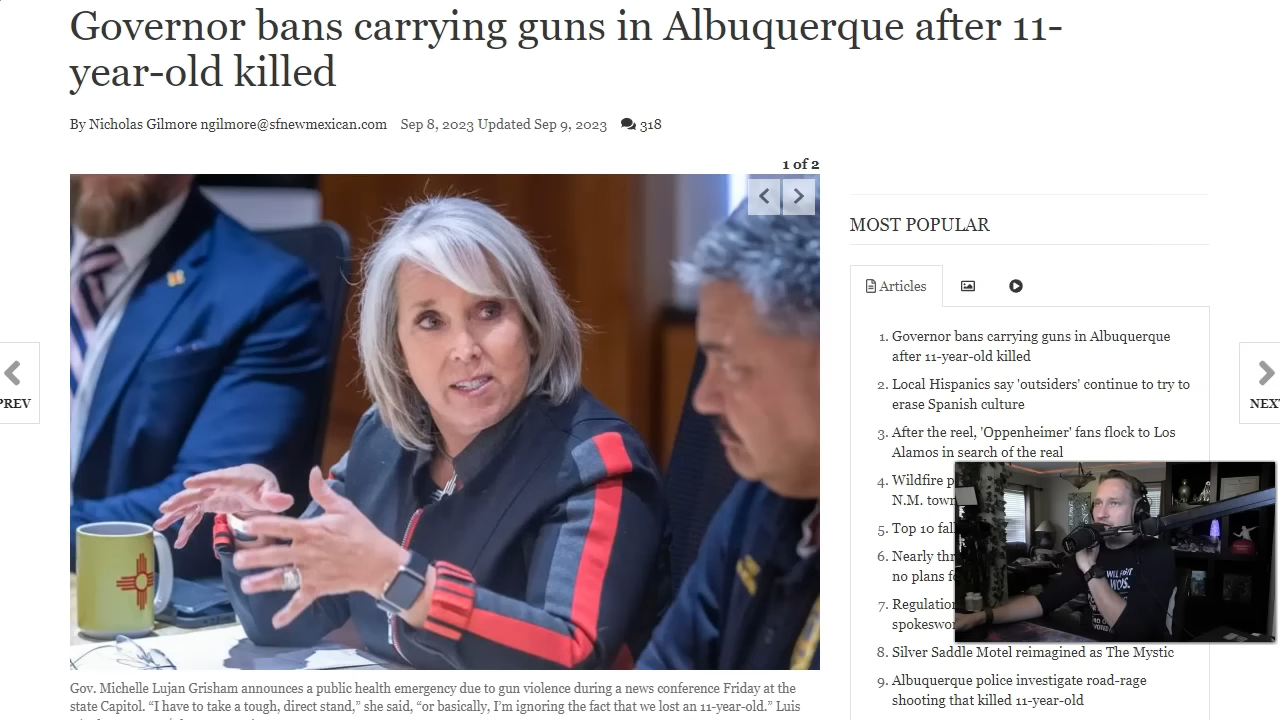 Governor bans carrying guns in Albuquerque after 11-
year-old killed
By Nicholas Gilmore ngilmore@sfnewmexican.com Sep 8, 2023 Updated Sep 9, 2023 318
1 of 2
MOST POPULAR
Articles
1. Governor bans carrying guns in Albuquerque
after 11-year-old killed
2. Local Hispanics say 'outsiders' continue to try to
erase Spanish culture
3. After the reel, 'Oppenheimer' fans flock to Los
Alamos in search of the real
4. Wildfire
N.M.
5. Top 10
6. Nearly
no plans
7.
8. Silver Saddle Motel reimagined as The Mystic
9. Albuquerque police investigate road-rage
shooting that killed 11-year-old
PREV
NEXT
Gov. Michelle Lujan Grisham announces a public health emergency due to gun violence during a news conference Friday at the
state Capitol. “I have to take a tough, direct stand,” she said, “or basically, I’m ignoring the fact that we lost an 11-year-old.” Luis